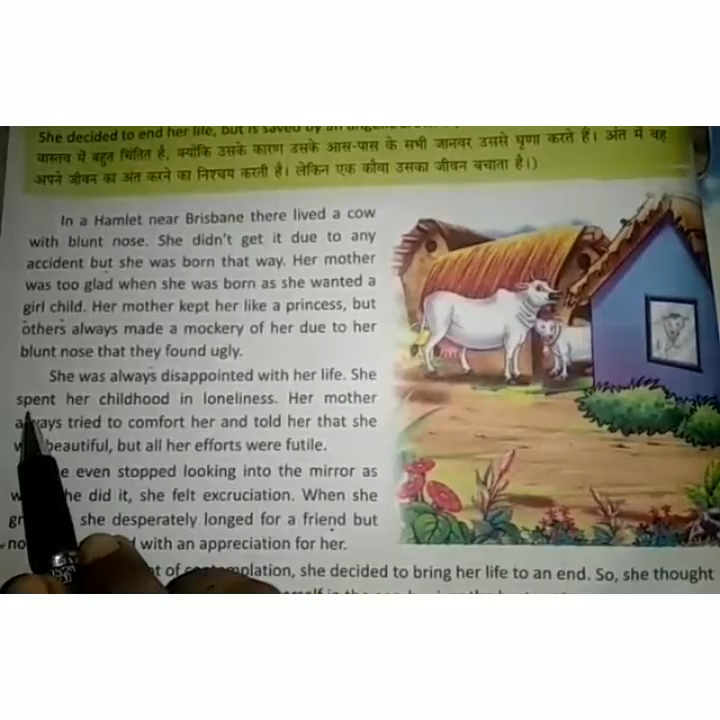 She decided to end her life, but is saved by an
वास्तव में बहुत चिंतित है, क्योंकि उसके कारण उसके आस-पास के सभी जानवर उससे घृणा करते हैं। अंत में वह
अपने जीवन का अंत करने का निश्चय करती है। लेकिन एक कौवा उसका जीवन बचाता है।)
In a Hamlet near Brisbane there lived a cow
with blunt nose. She didn't get it due to any
accident but she was born that way. Her mother
was too glad when she was born as she wanted a
girl child. Her mother kept her like a princess, but
others always made a mockery of her due to her
blunt nose that they found ugly.
She was always disappointed with her life. She
spent her childhood in loneliness. Her mother
always tried to comfort her and told her that she
beautiful, but all her efforts were futile.
even stopped looking into the mirror as
he did it, she felt excruciation. When she
she desperately longed for a friend but
with an appreciation for her.
of contemplation, she decided to bring her life to an end. So, she thought